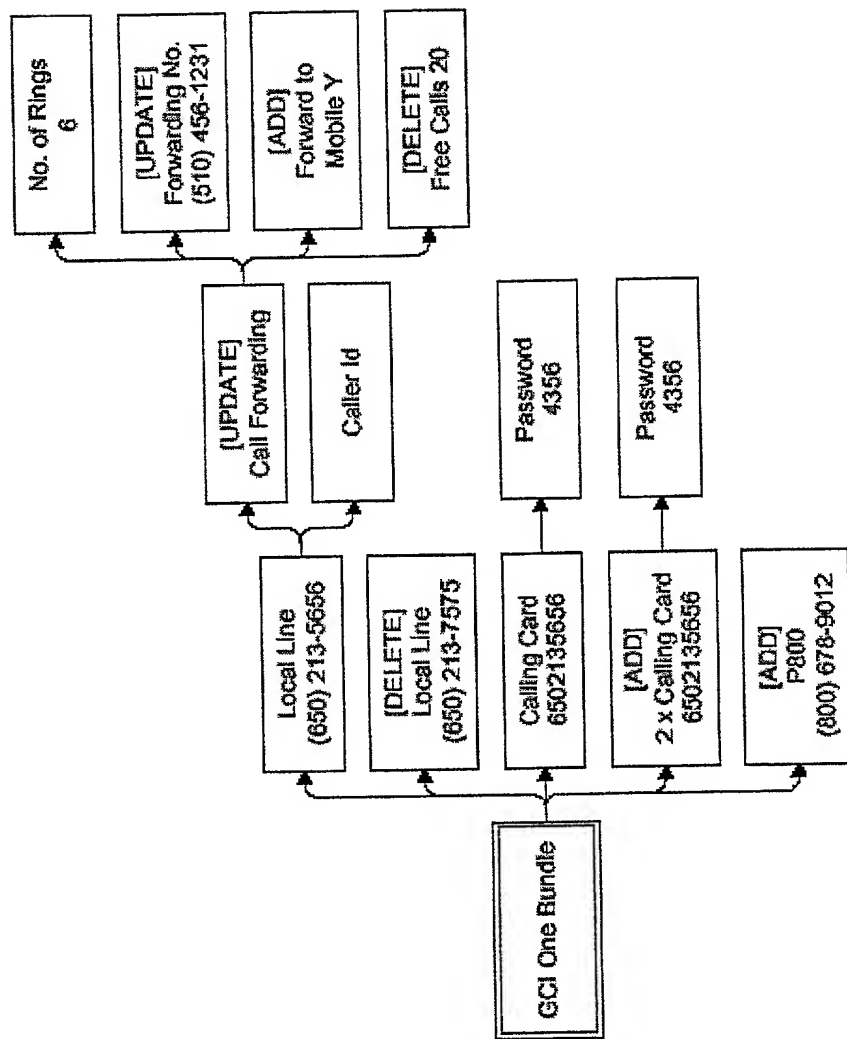 GCI One Bundle
Local Line
(650) 213-5656
[DELETE]
Local Line
(650) 213-7575
Calling Card
6502135656
[ADD]
2 x Calling Card
6502135656
[ADD]
P800
(800) 678-9012
[UPDATE]
Call Forwarding
Caller Id
Password
4356
Password
4356
No. of Rings
6
[UPDATE]
Forwarding No.
(510) 456-1231
[ADD]
Forward to
Mobile Y
[DELETE]
Free Calls 20